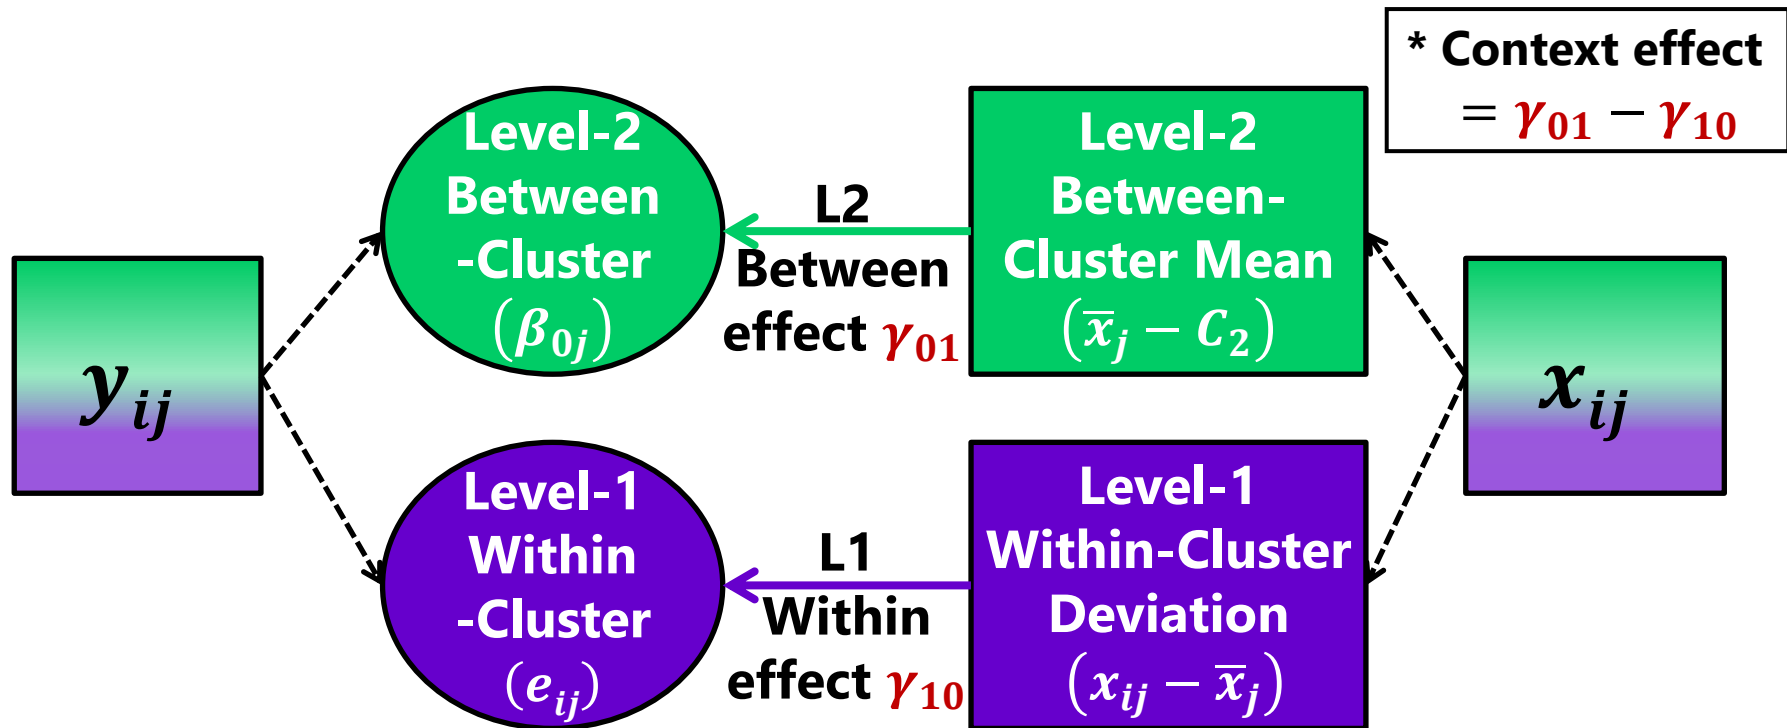 * Context effect
= γ₀₁ − γ₁₀
Level-2
Between
-Cluster
(β₀ⱼ)
L2
Between
effect γ₀₁
Level-2
Between-
Cluster Mean
(x̄ⱼ − C₂)
yᵢⱼ
xᵢⱼ
Level-1
Within
-Cluster
(eᵢⱼ)
L1
Within
effect γ₁₀
Level-1
Within-Cluster
Deviation
(xᵢⱼ − x̄ⱼ)